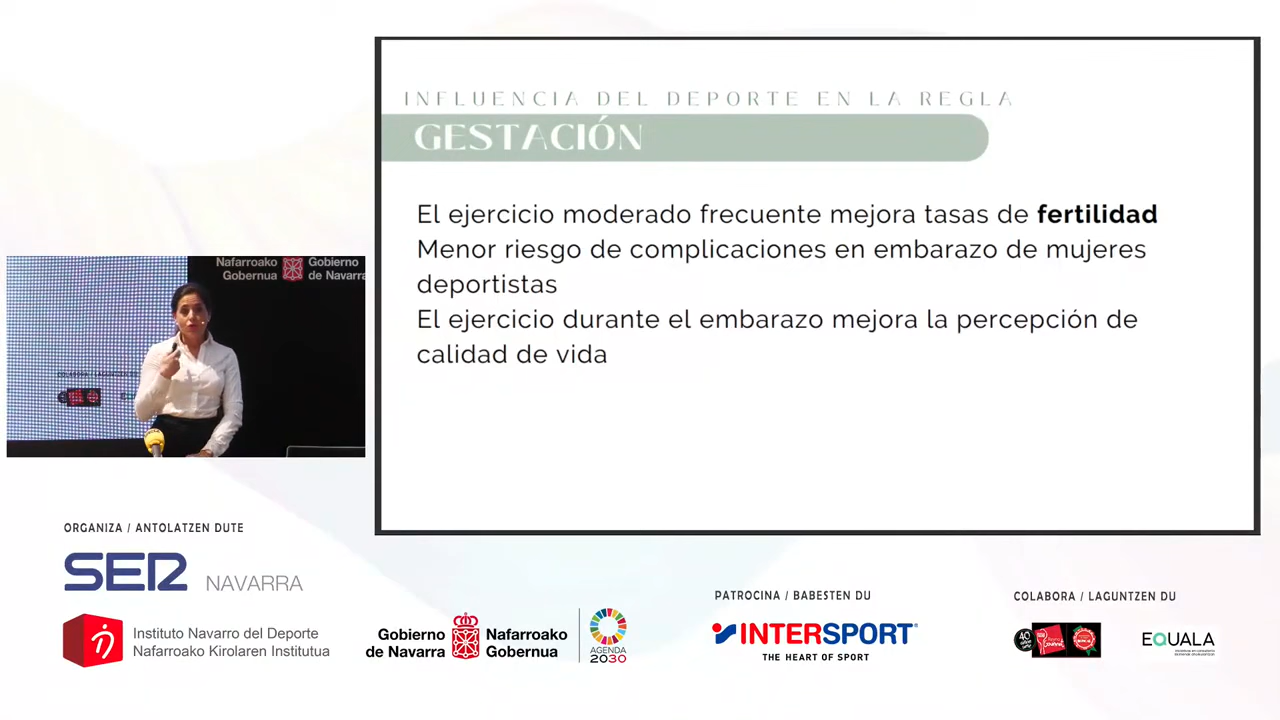 INFLUENCIA DEL DEPORTE EN LA REGLA
GESTACIÓN
El ejercicio moderado frecuente mejora tasas de fertilidad
Menor riesgo de complicaciones en embarazo de mujeres
deportistas
El ejercicio durante el embarazo mejora la percepción de
calidad de vida
Nafarroako Gobernua
Gobierno de Navarra
ORGANIZA / ANTOLATZEN DUTE
SER NAVARRA
Instituto Navarro del Deporte
Nafarroako Kirolaren Institutua
Gobierno de Navarra
Nafarroako Gobernua
AGENDA 2030
PATROCINA / BABESTEN DU
INTERSPORT
THE HEART OF SPORT
COLABORA / LAGUNTZEN DU
40
EQUALA